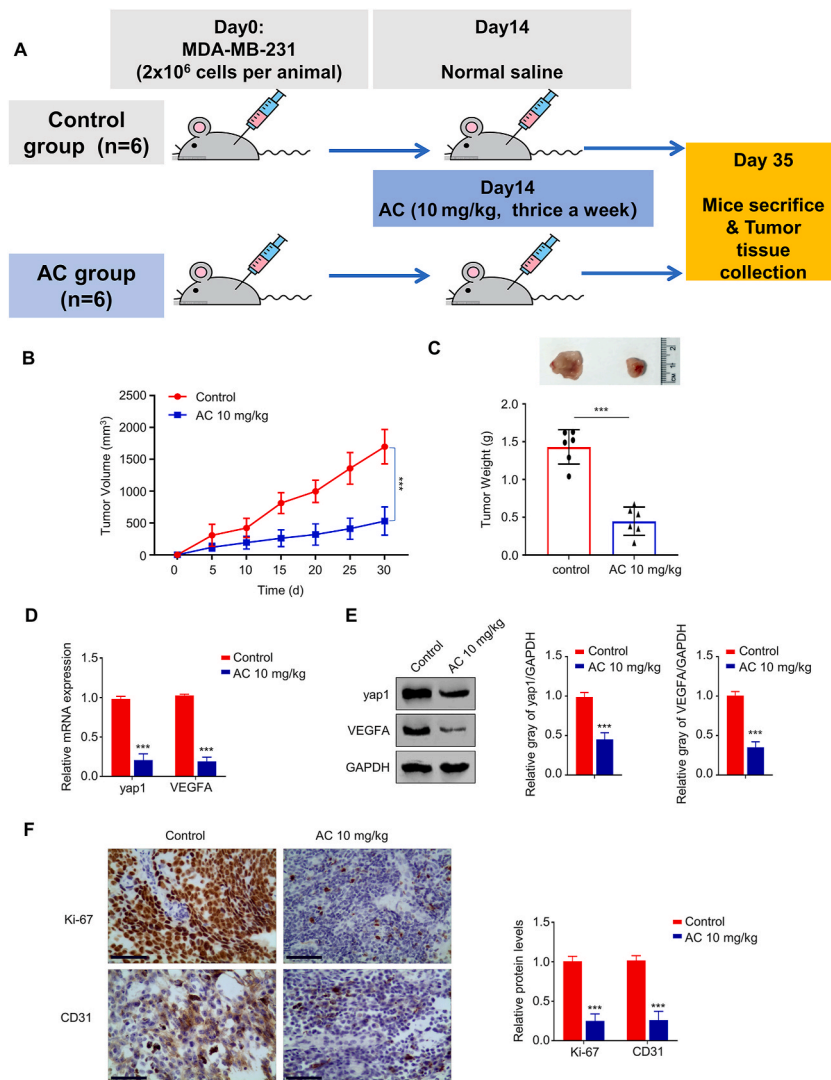 A
Day0:
MDA-MB-231
(2x10⁶ cells per animal)
Day14
Normal saline
Control
group (n=6)
Day14
AC (10 mg/kg, thrice a week)
AC group
(n=6)
Day 35
Mice secrifice
& Tumor
tissue
collection
B
Control
AC 10 mg/kg
Tumor Volume (mm³)
2500
2000
1500
1000
500
0
0 5 10 15 20 25 30
Time (d)
***
C
***
Tumor Weight (g)
2.0
1.5
1.0
0.5
0.0
control AC 10 mg/kg
D
Control
AC 10 mg/kg
Relative mRNA expression
1.5
1.0
0.5
0.0
*** ***
yap1 VEGFA
E
Control AC 10 mg/kg
yap1
VEGFA
GAPDH
Control
AC 10 mg/kg
Relative gray of yap1/GAPDH
1.5
1.0
0.5
0.0
***
Control
AC 10 mg/kg
Relative gray of VEGFA/GAPDH
1.5
1.0
0.5
0.0
***
F
Control AC 10 mg/kg
Ki-67
CD31
Control
AC 10 mg/kg
Relative protein levels
1.5
1.0
0.5
0.0
*** ***
Ki-67 CD31